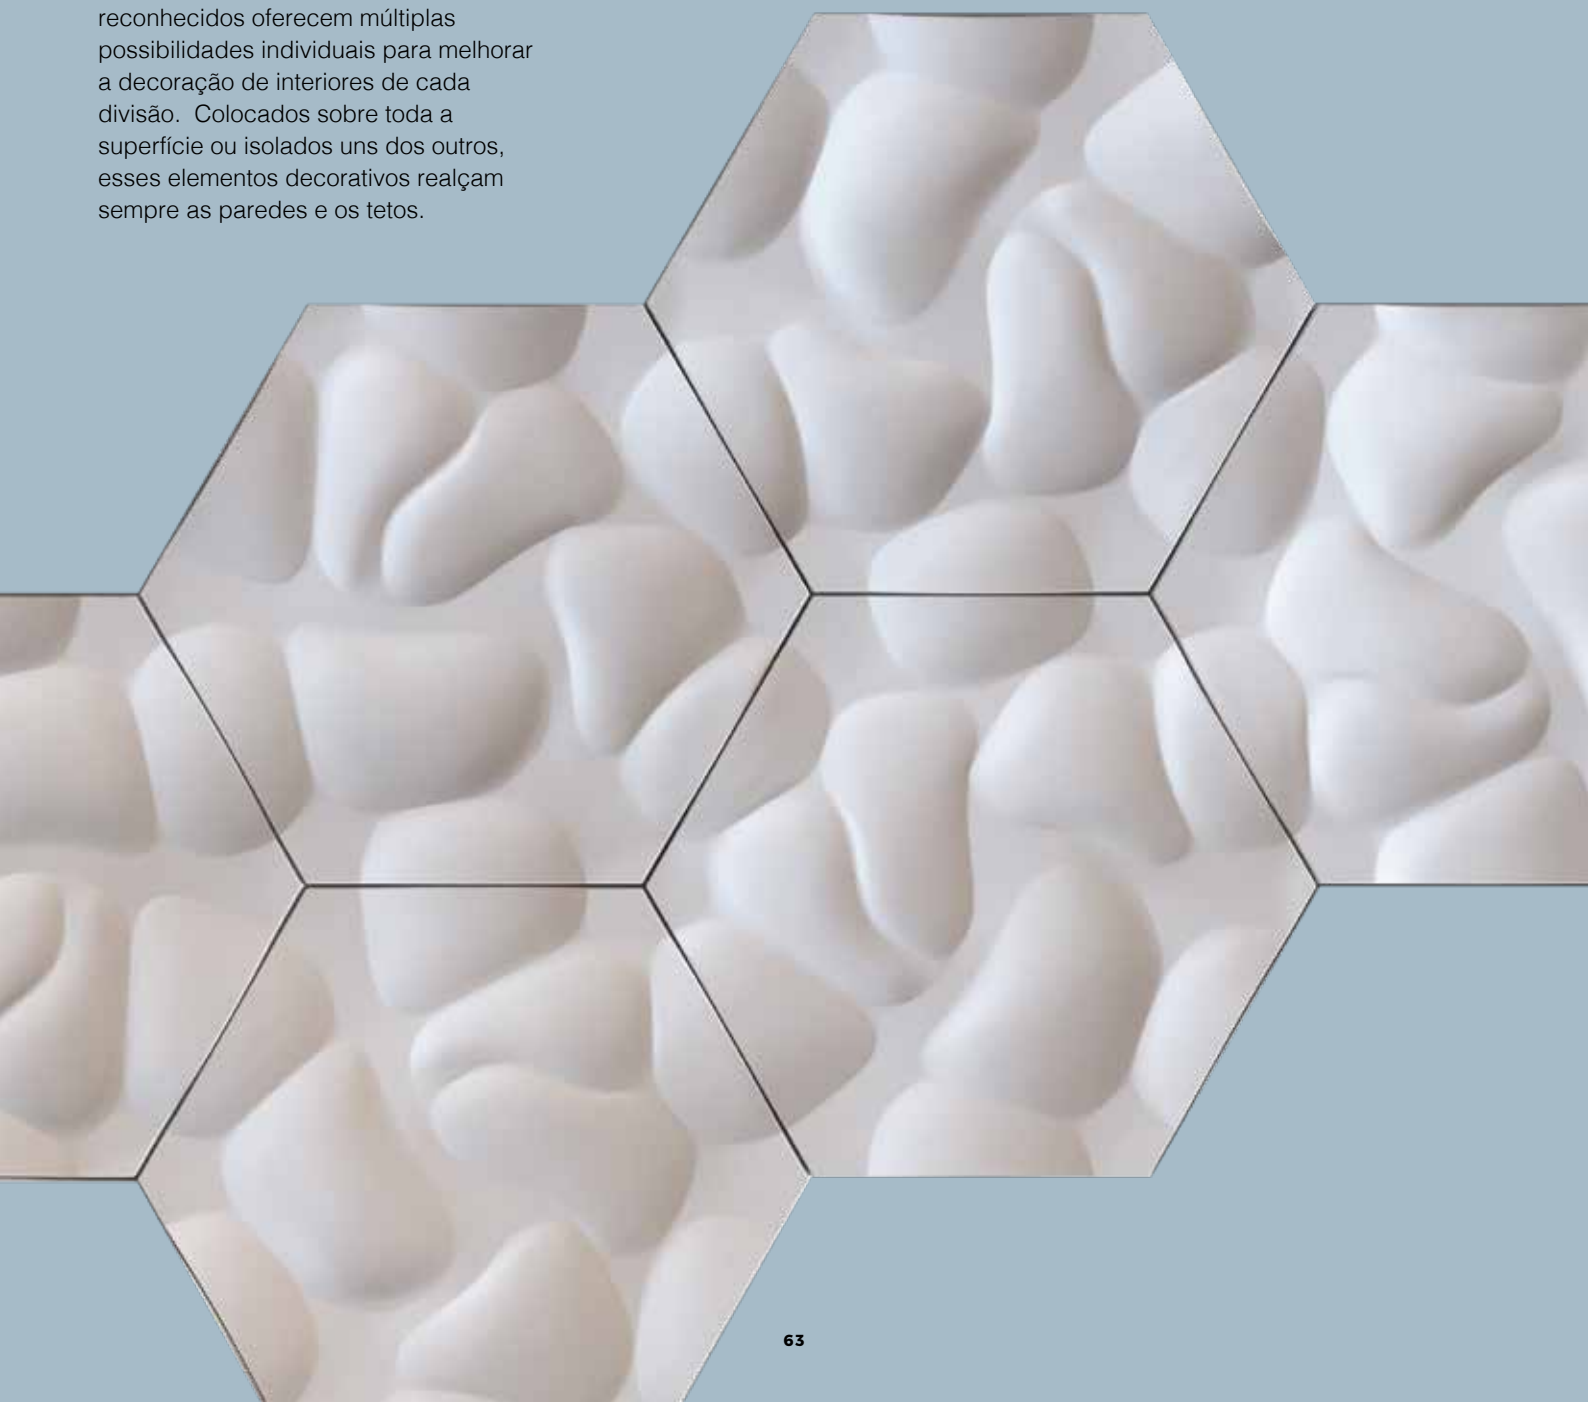 reconhecidos oferecem múltiplas
possibilidades individuais para melhorar
a decoração de interiores de cada
divisão.  Colocados sobre toda a
superfície ou isolados uns dos outros,
esses elementos decorativos realçam
sempre as paredes e os tetos.
63